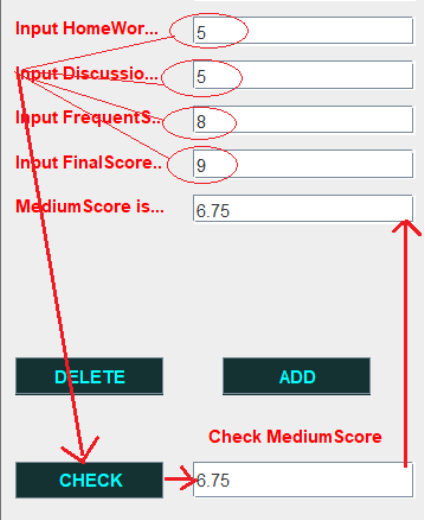 Input HomeWor... 5
Input Discussio... 5
Input FrequentS.. 8
Input FinalScore.. 9
MediumScore is... 6.75
DELETE ADD
Check MediumScore
CHECK 6.75